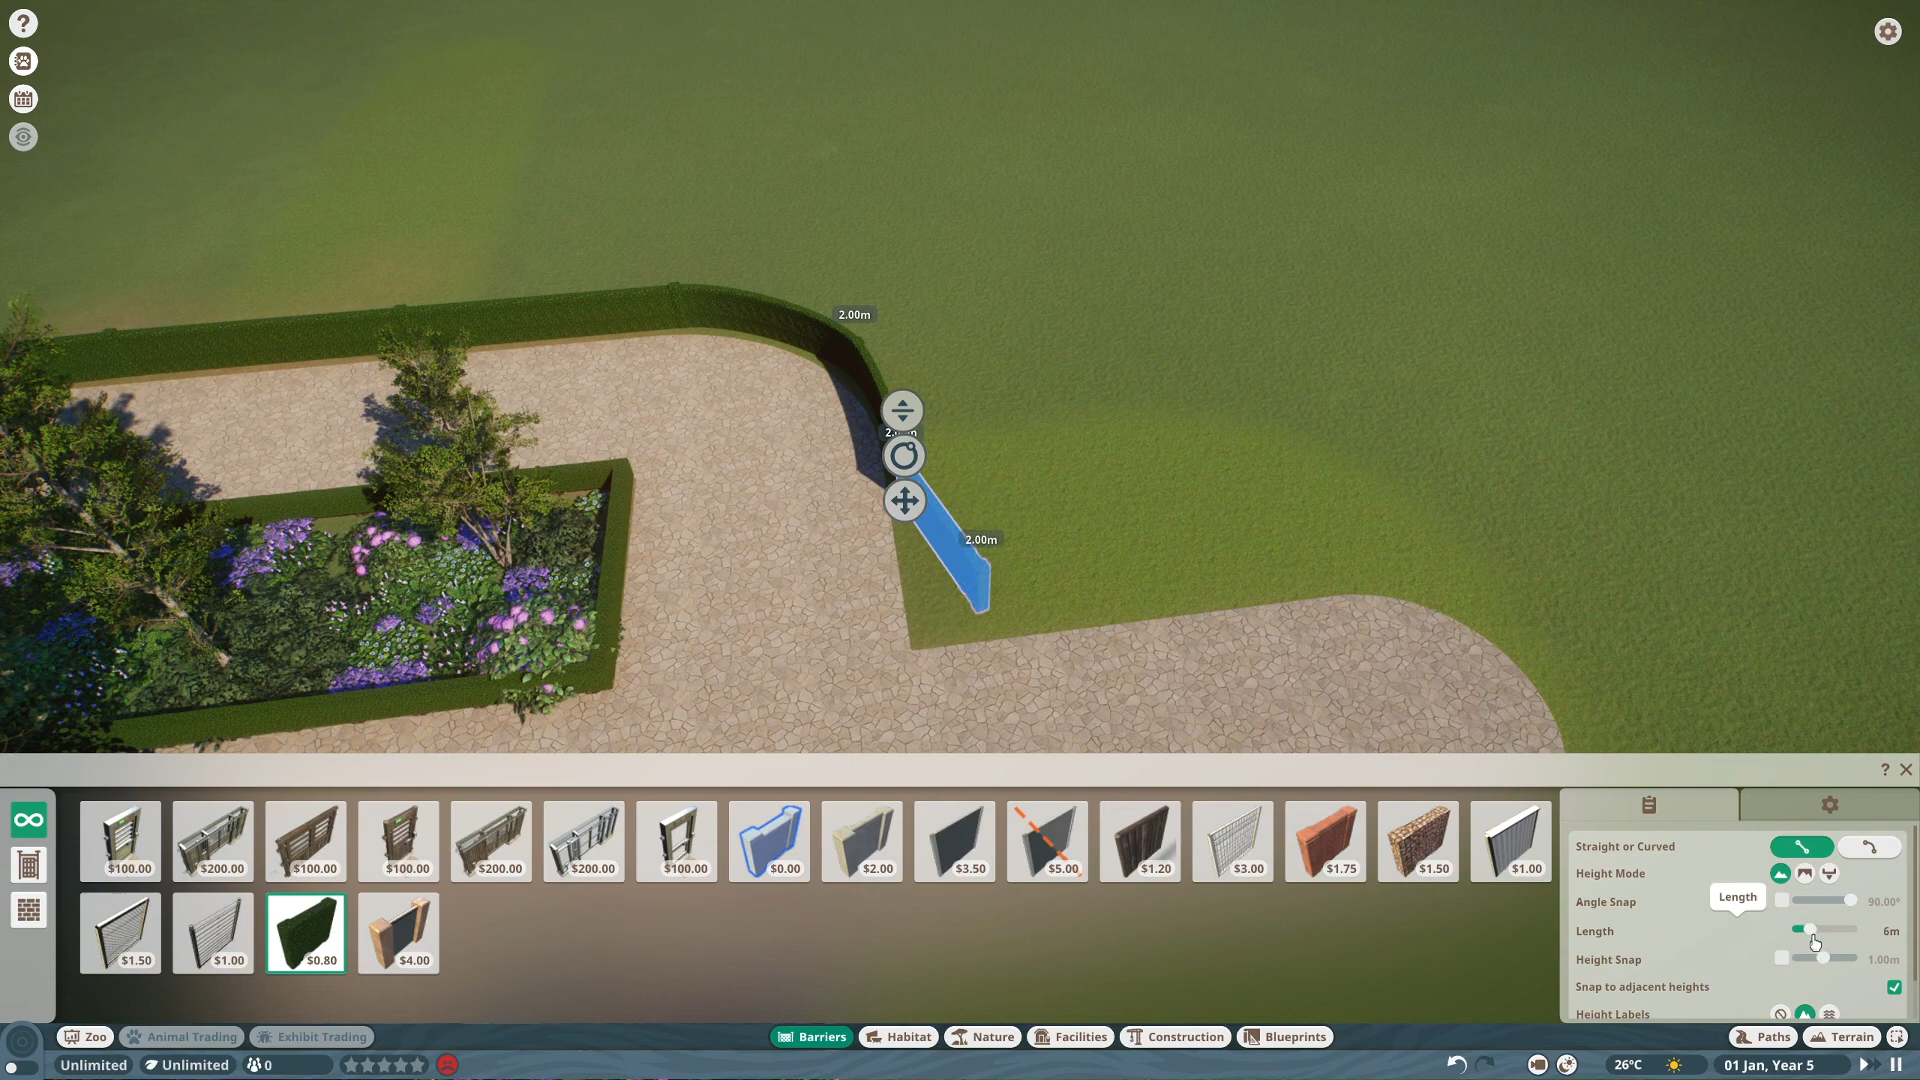 ?
2.00m
2.00m
? ✕
$100.00 $200.00 $100.00 $100.00 $200.00 $200.00 $100.00 $0.00 $2.00 $3.50 $5.00 $1.20 $3.00 $1.75 $1.50 $1.00
$1.50 $1.00 $0.80 $4.00
Straight or Curved
Height Mode
Length
Angle Snap 90.00°
Length 6m
Height Snap 1.00m
Snap to adjacent heights
Height Labels
Zoo Animal Trading Exhibit Trading Barriers Habitat Nature Facilities Construction Blueprints Paths Terrain
Unlimited Unlimited 0 26°C 01 Jan, Year 5